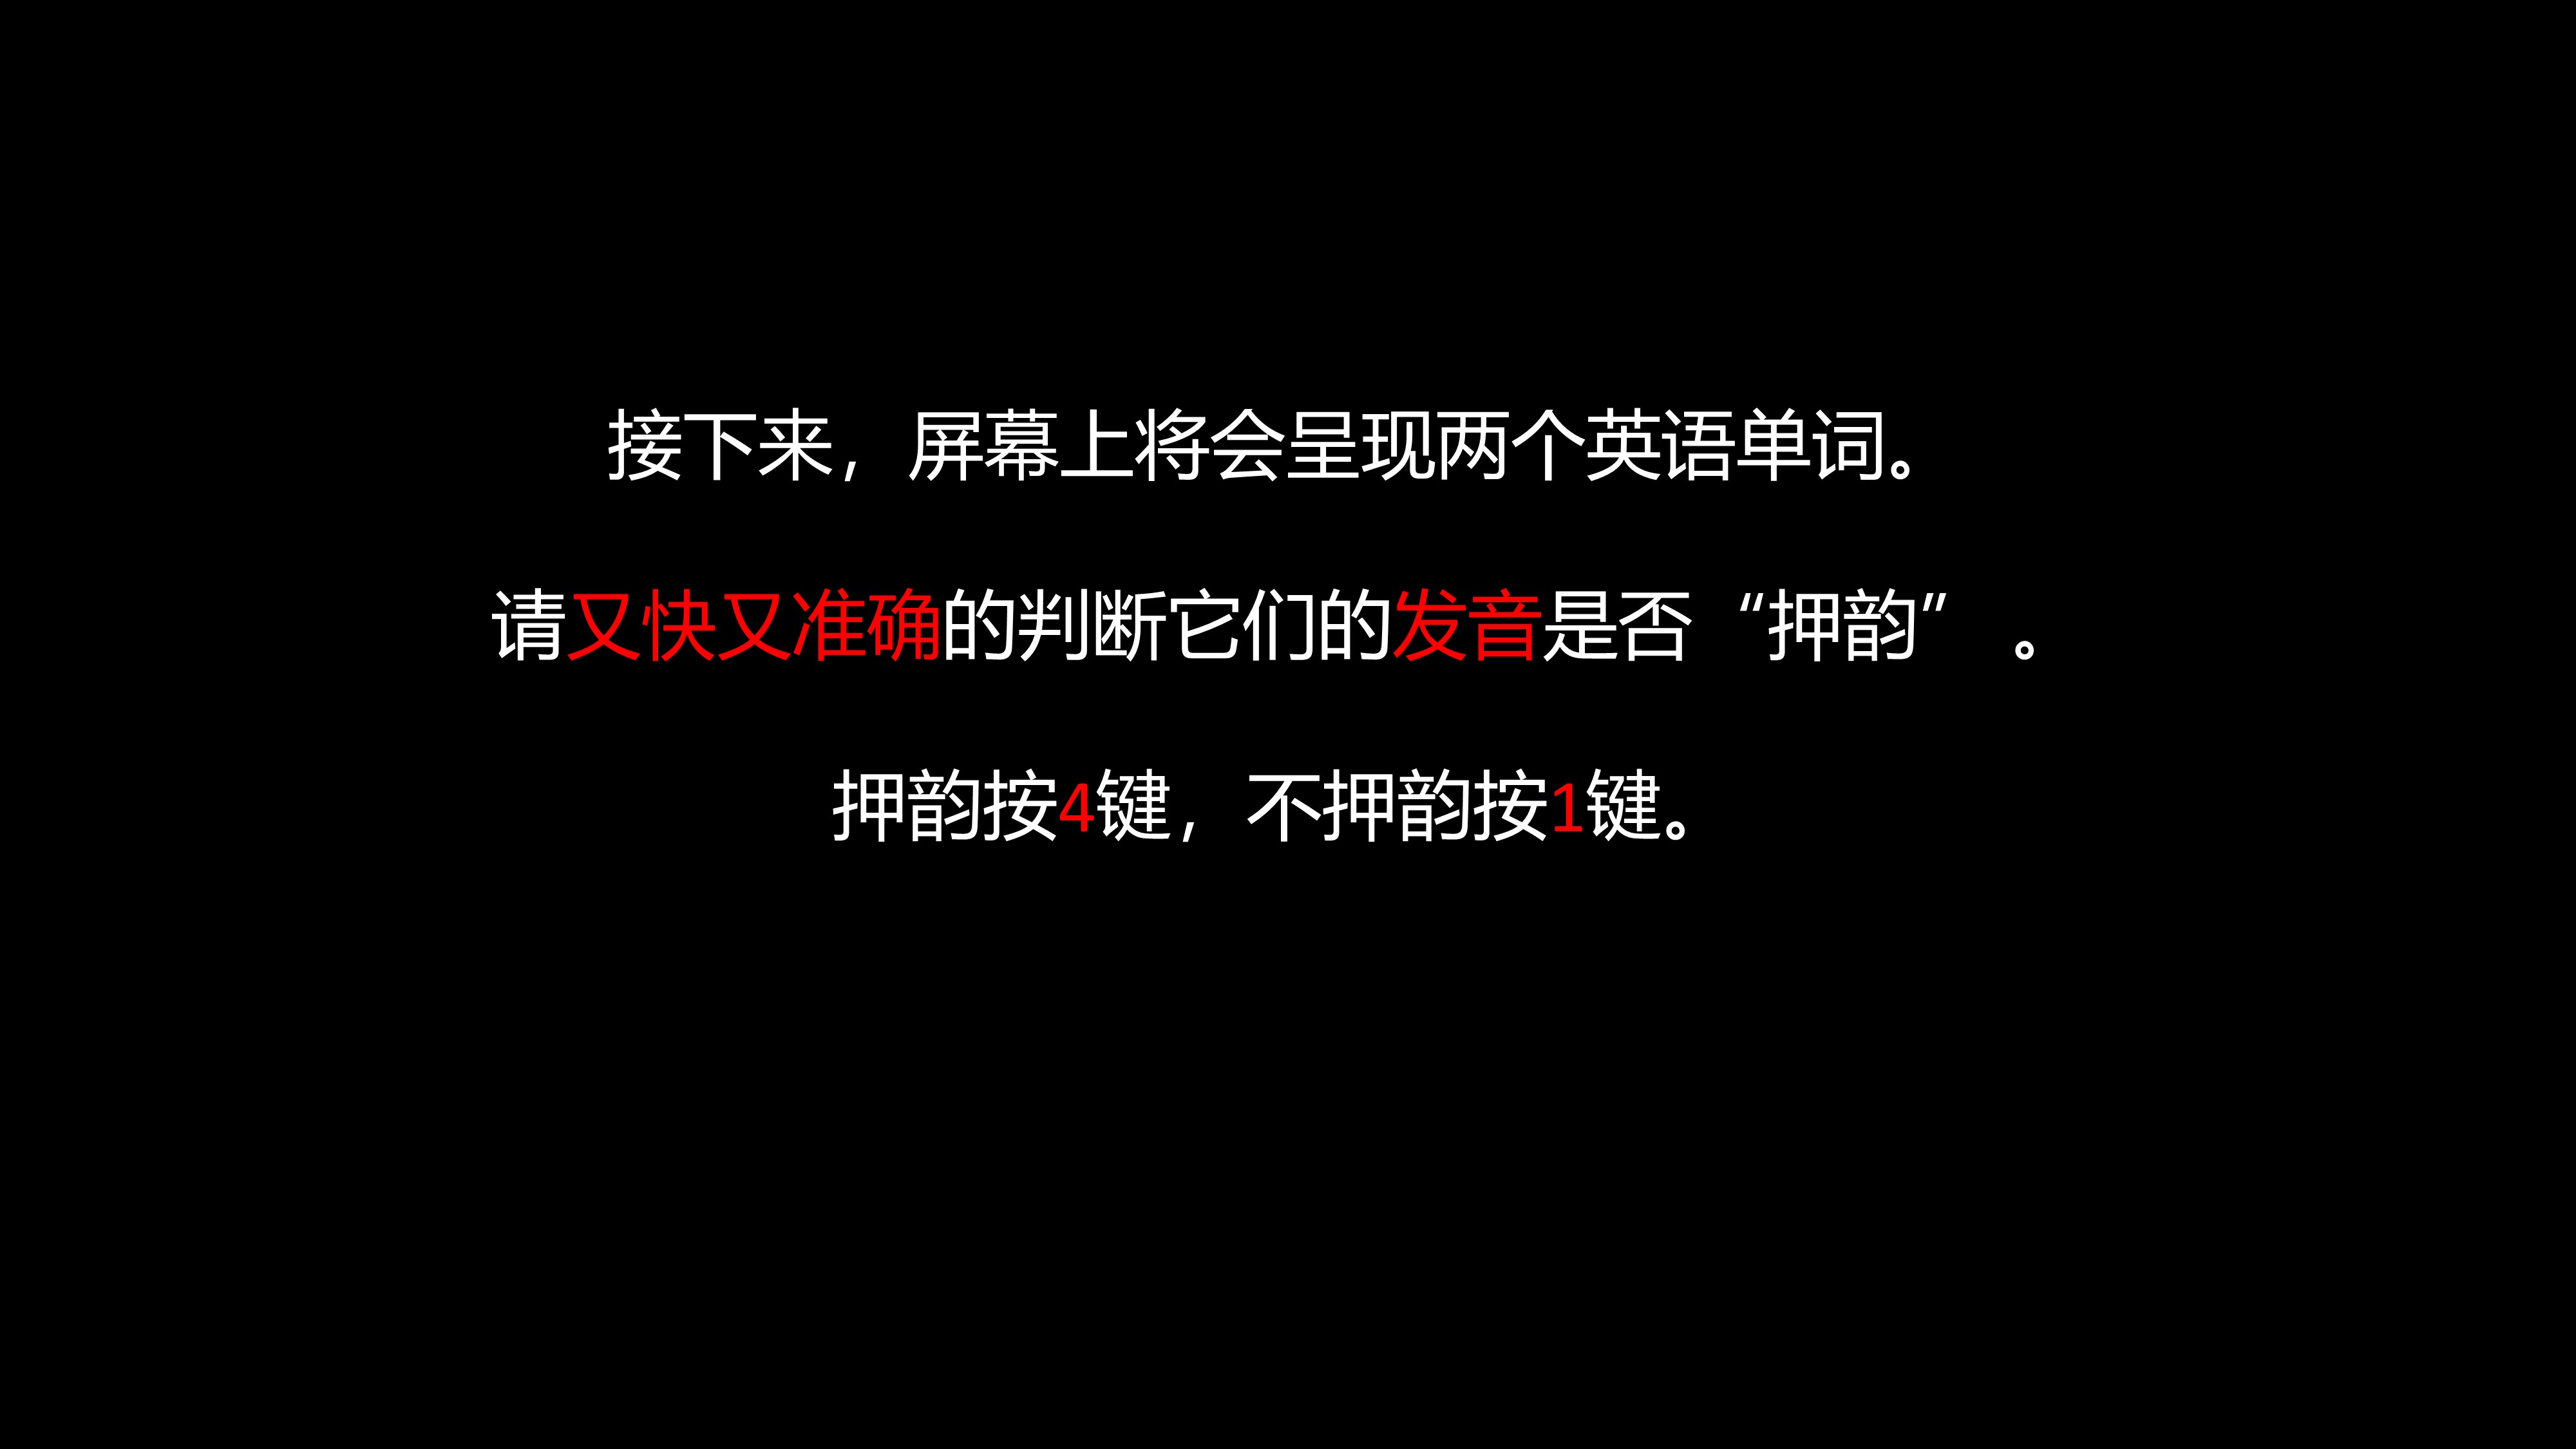 接下来，屏幕上将会呈现两个英语单词。
请又快又准确的判断它们的发音是否“押韵” 。
押韵按4键，不押韵按1键。